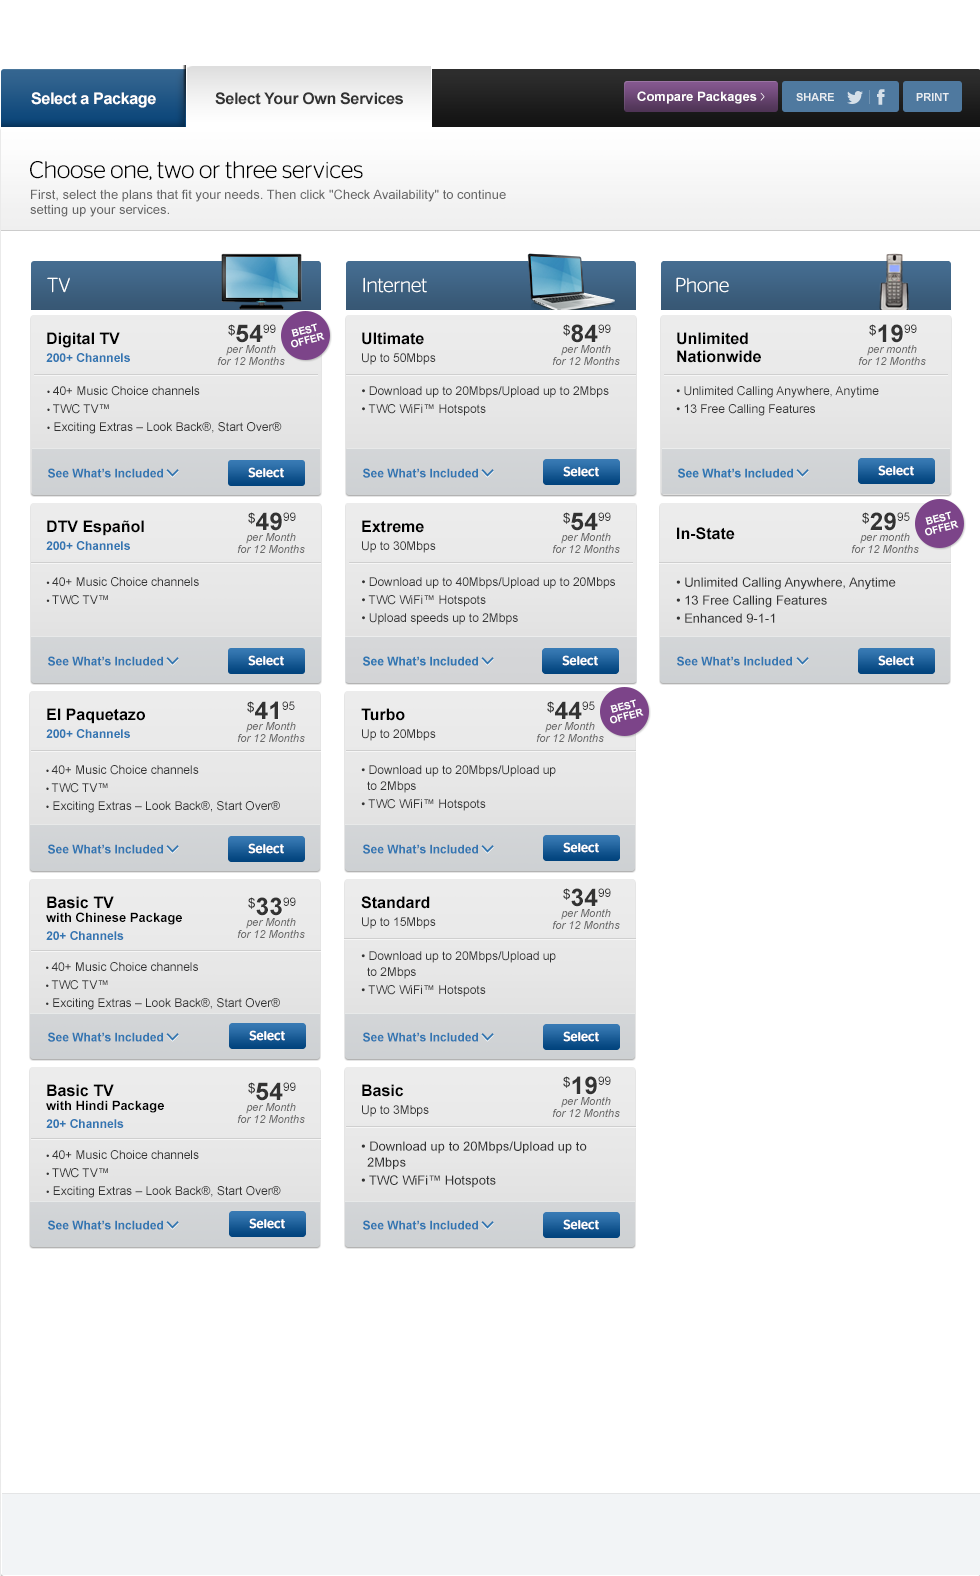 Select a Package
Select Your Own Services
Compare Packages ›
SHARE
PRINT
Choose one, two or three services
First, select the plans that fit your needs. Then click "Check Availability" to continue
setting up your services.
TV
Digital TV
200+ Channels
$54.99
per Month
for 12 Months
BEST
OFFER
• 40+ Music Choice channels
• TWC TV™
• Exciting Extras – Look Back®, Start Over®
See What's Included
Select
DTV Español
200+ Channels
$49.99
per Month
for 12 Months
• 40+ Music Choice channels
• TWC TV™
See What's Included
Select
El Paquetazo
200+ Channels
$41.95
per Month
for 12 Months
• 40+ Music Choice channels
• TWC TV™
• Exciting Extras – Look Back®, Start Over®
See What's Included
Select
Basic TV
with Chinese Package
20+ Channels
$33.99
per Month
for 12 Months
• 40+ Music Choice channels
• TWC TV™
• Exciting Extras – Look Back®, Start Over®
See What's Included
Select
Basic TV
with Hindi Package
20+ Channels
$54.99
per Month
for 12 Months
• 40+ Music Choice channels
• TWC TV™
• Exciting Extras – Look Back®, Start Over®
See What's Included
Select
Internet
Ultimate
Up to 50Mbps
$84.99
per Month
for 12 Months
• Download up to 20Mbps/Upload up to 2Mbps
• TWC WiFi™ Hotspots
See What's Included
Select
Extreme
Up to 30Mbps
$54.99
per Month
for 12 Months
• Download up to 40Mbps/Upload up to 20Mbps
• TWC WiFi™ Hotspots
• Upload speeds up to 2Mbps
See What's Included
Select
Turbo
Up to 20Mbps
$44.95
per Month
for 12 Months
BEST
OFFER
• Download up to 20Mbps/Upload up
to 2Mbps
• TWC WiFi™ Hotspots
See What's Included
Select
Standard
Up to 15Mbps
$34.99
per Month
for 12 Months
• Download up to 20Mbps/Upload up
to 2Mbps
• TWC WiFi™ Hotspots
See What's Included
Select
Basic
Up to 3Mbps
$19.99
per Month
for 12 Months
• Download up to 20Mbps/Upload up to
2Mbps
• TWC WiFi™ Hotspots
See What's Included
Select
Phone
Unlimited
Nationwide
$19.99
per month
for 12 Months
• Unlimited Calling Anywhere, Anytime
• 13 Free Calling Features
See What's Included
Select
In-State
$29.95
per month
for 12 Months
BEST
OFFER
• Unlimited Calling Anywhere, Anytime
• 13 Free Calling Features
• Enhanced 9-1-1
See What's Included
Select